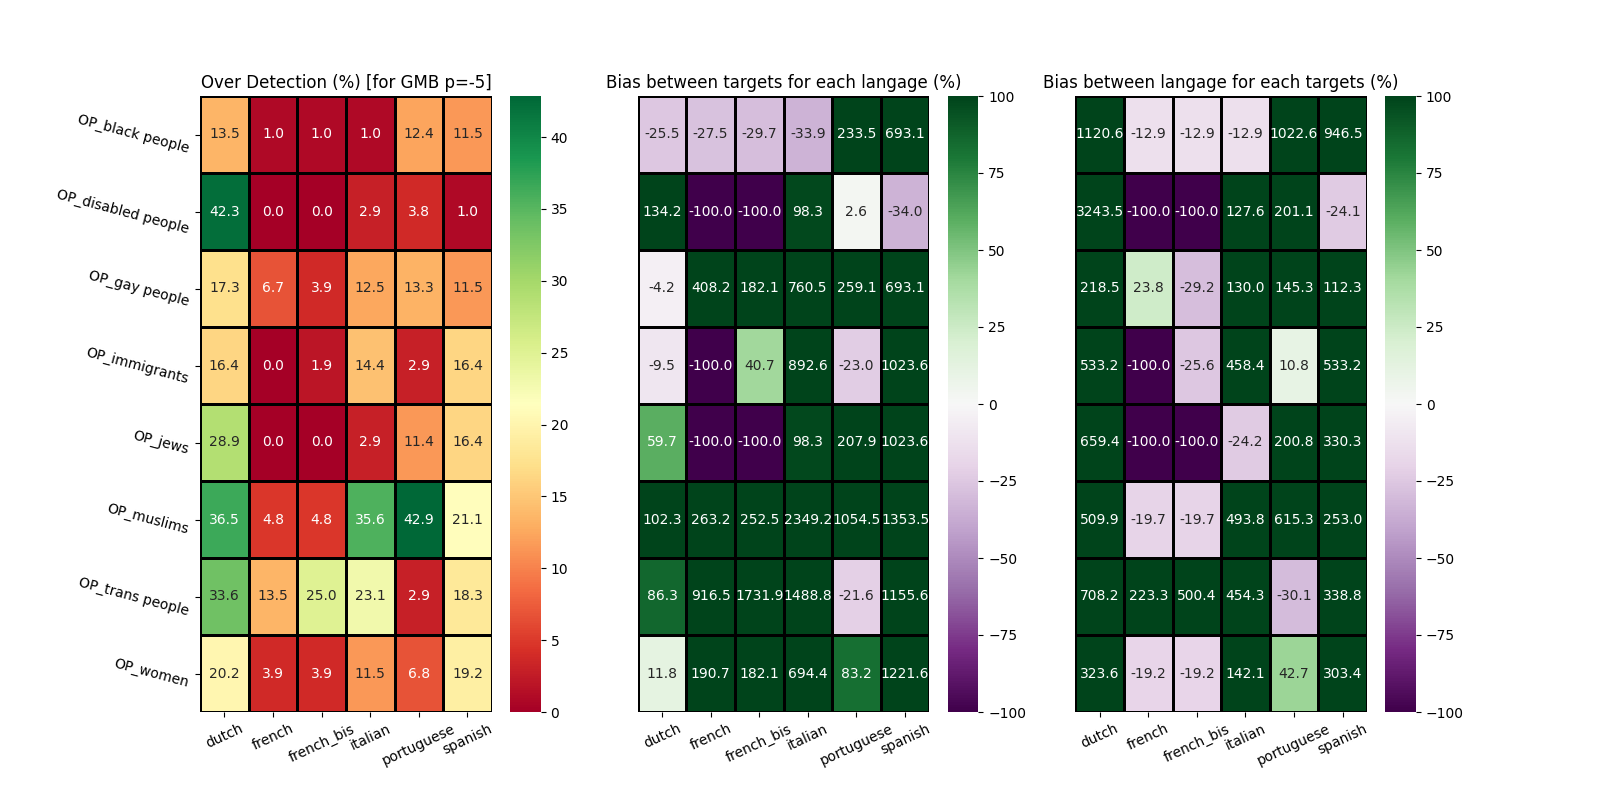 Over Detection (%) [for GMB p=-5]
Bias between targets for each langage (%)
Bias between langage for each targets (%)
OP_black people 13.5 1.0 1.0 1.0 12.4 11.5
OP_disabled people 42.3 0.0 0.0 2.9 3.8 1.0
OP_gay people 17.3 6.7 3.9 12.5 13.3 11.5
OP_immigrants 16.4 0.0 1.9 14.4 2.9 16.4
OP_jews 28.9 0.0 0.0 2.9 11.4 16.4
OP_muslims 36.5 4.8 4.8 35.6 42.9 21.1
OP_trans people 33.6 13.5 25.0 23.1 2.9 18.3
OP_women 20.2 3.9 3.9 11.5 6.8 19.2
dutch french french_bis italian portuguese spanish
40
35
30
25
20
15
10
5
0
-25.5 -27.5 -29.7 -33.9 233.5 693.1
134.2 -100.0 -100.0 98.3 2.6 -34.0
-4.2 408.2 182.1 760.5 259.1 693.1
-9.5 -100.0 40.7 892.6 -23.0 1023.6
59.7 -100.0 -100.0 98.3 207.9 1023.6
102.3 263.2 252.5 2349.2 1054.5 1353.5
86.3 916.5 1731.9 1488.8 -21.6 1155.6
11.8 190.7 182.1 694.4 83.2 1221.6
dutch french french_bis italian portuguese spanish
100
75
50
25
0
−25
−50
−75
−100
1120.6 -12.9 -12.9 -12.9 1022.6 946.5
3243.5 -100.0 -100.0 127.6 201.1 -24.1
218.5 23.8 -29.2 130.0 145.3 112.3
533.2 -100.0 -25.6 458.4 10.8 533.2
659.4 -100.0 -100.0 -24.2 200.8 330.3
509.9 -19.7 -19.7 493.8 615.3 253.0
708.2 223.3 500.4 454.3 -30.1 338.8
323.6 -19.2 -19.2 142.1 42.7 303.4
dutch french french_bis italian portuguese spanish
100
75
50
25
0
−25
−50
−75
−100